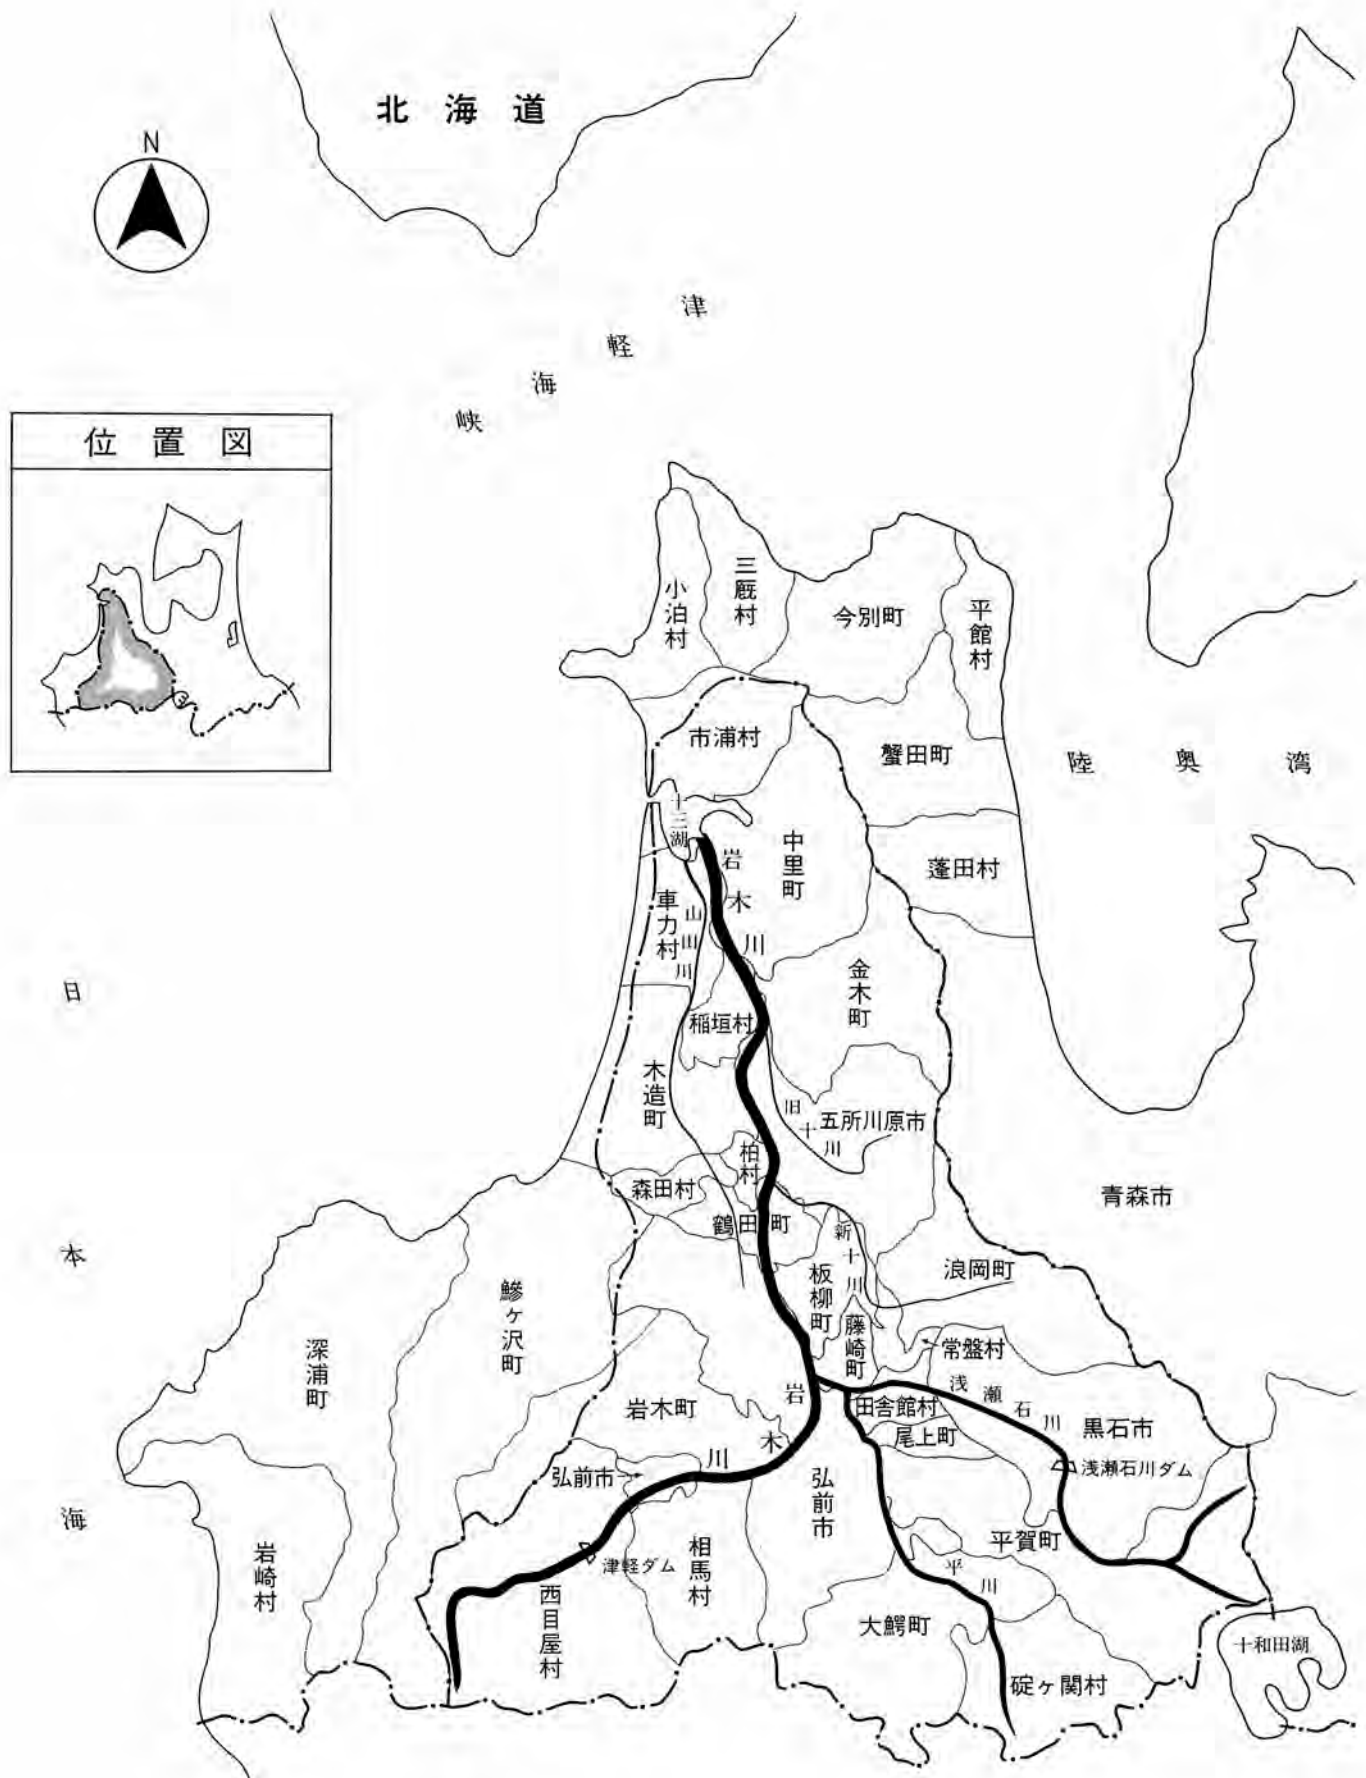 北海道
N
津軽海峡
位置図
小泊村
三厩村
今別町
平館村
市浦村
蟹田町
陸奥湾
十三湖
岩木川
中里町
蓬田村
車力村
山田川
日本海
金木町
稲垣村
木造町
旧十川
五所川原市
柏村
森田村
青森市
鶴田町
新十川
浪岡町
板柳町
鰺ヶ沢町
藤崎町
常盤村
深浦町
浅瀬石川
岩木川
岩木町
田舎館村
尾上町
黒石市
浅瀬石川ダム
弘前市
弘前市
平賀町
岩崎村
相馬村
津軽ダム
平川
西目屋村
大鰐町
十和田湖
碇ヶ関村